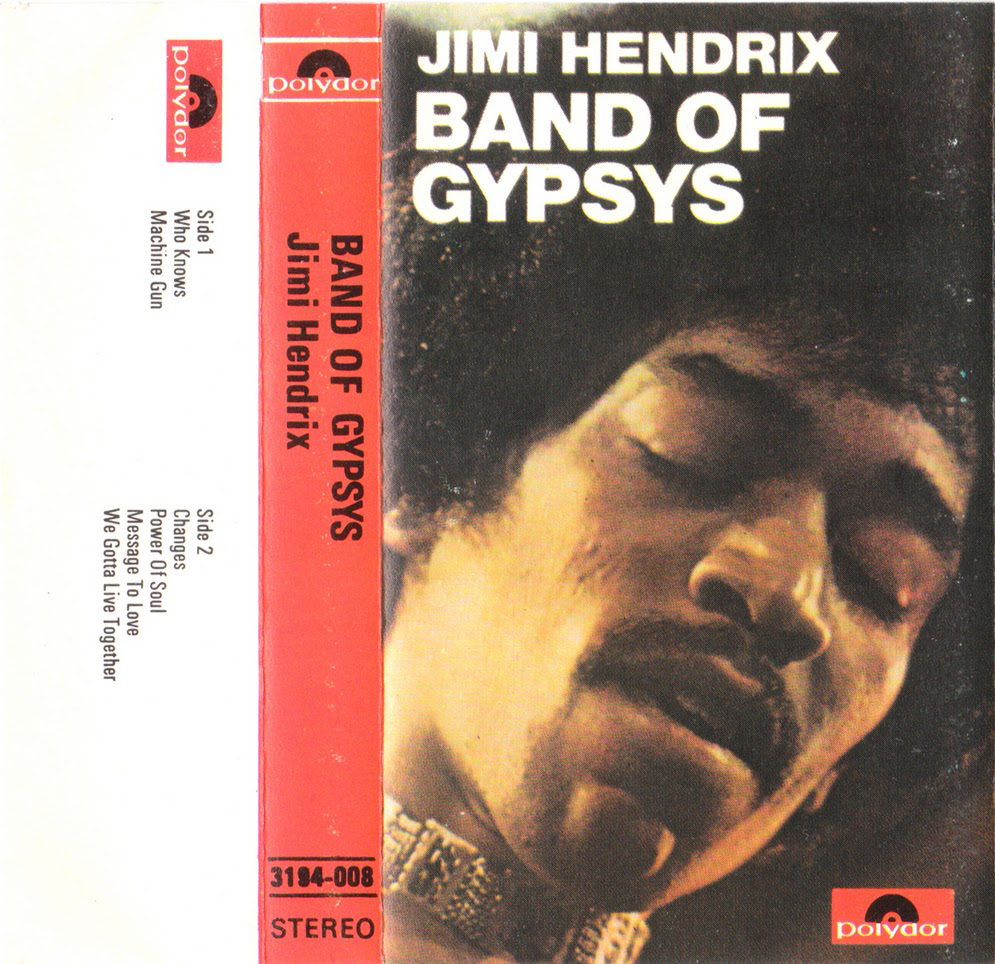 polydor
Side 1
Who Knows
Machine Gun
Side 2
Changes
Power Of Soul
Message To Love
We Gotta Live Together
polydor
BAND OF GYPSYS
Jimi Hendrix
3194-008
STEREO
JIMI HENDRIX
BAND OF
GYPSYS
polydor